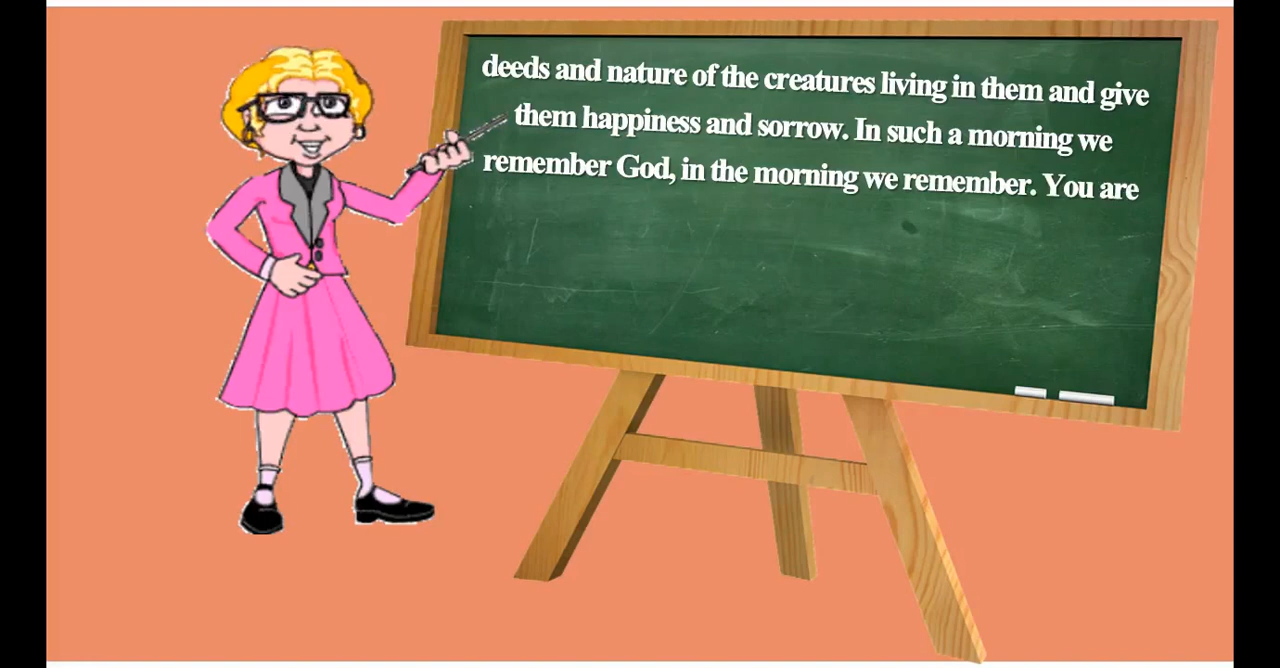 deeds and nature of the creatures living in them and give
them happiness and sorrow. In such a morning we
remember God, in the morning we remember. You are